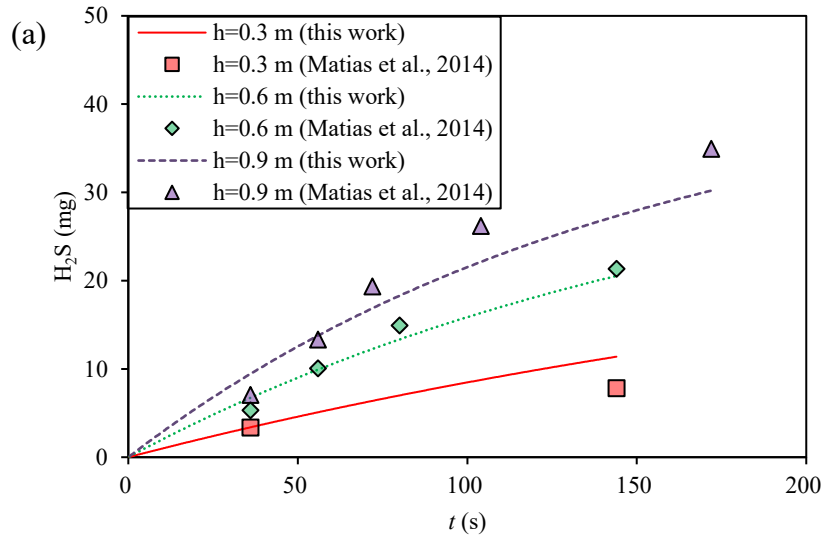 (a)
50
40
30
20
10
0
H₂S (mg)
h=0.3 m (this work)
h=0.3 m (Matias et al., 2014)
h=0.6 m (this work)
h=0.6 m (Matias et al., 2014)
h=0.9 m (this work)
h=0.9 m (Matias et al., 2014)
0 50 100 150 200
t (s)